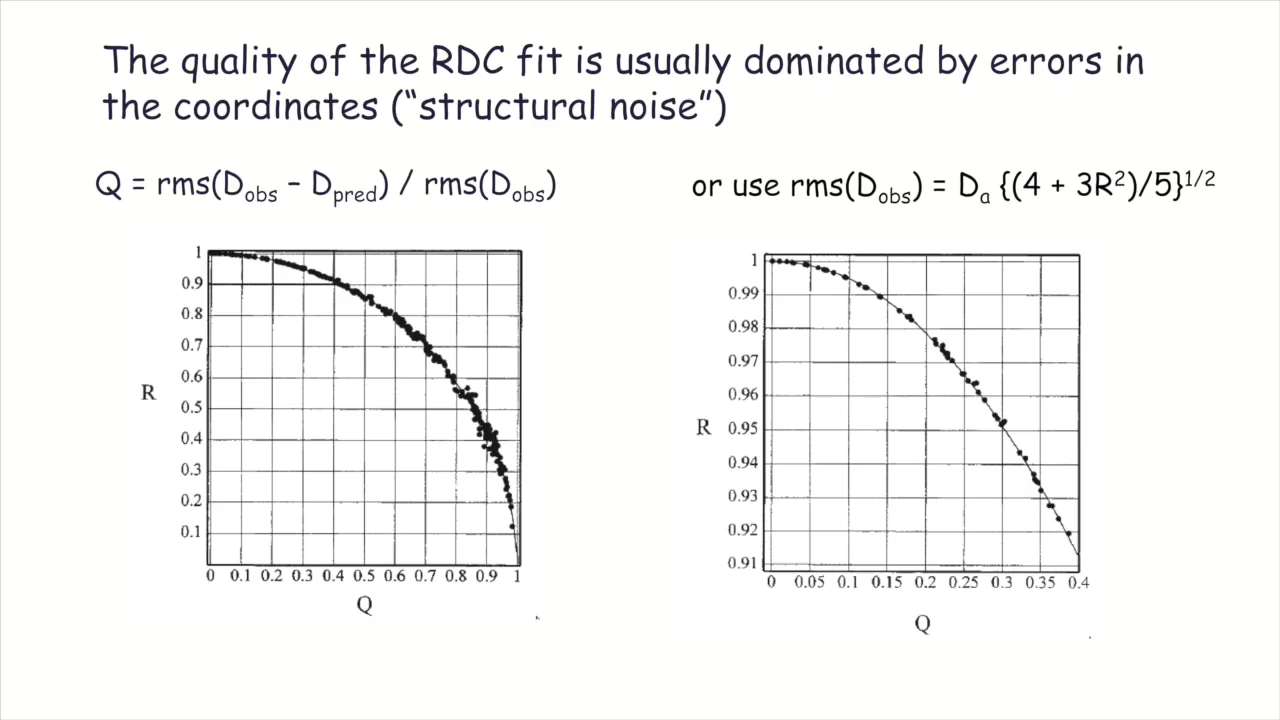 The quality of the RDC fit is usually dominated by errors in
the coordinates (“structural noise”)
Q = rms(Dobs – Dpred) / rms(Dobs)
or use rms(Dobs) = Da {(4 + 3R²)/5}^1/2
1
0.9
0.8
0.7
0.6
0.5
0.4
0.3
0.2
0.1
R
0 0.1 0.2 0.3 0.4 0.5 0.6 0.7 0.8 0.9 1
Q
1
0.99
0.98
0.97
0.96
0.95
0.94
0.93
0.92
0.91
R
0 0.05 0.1 0.15 0.2 0.25 0.3 0.35 0.4
Q